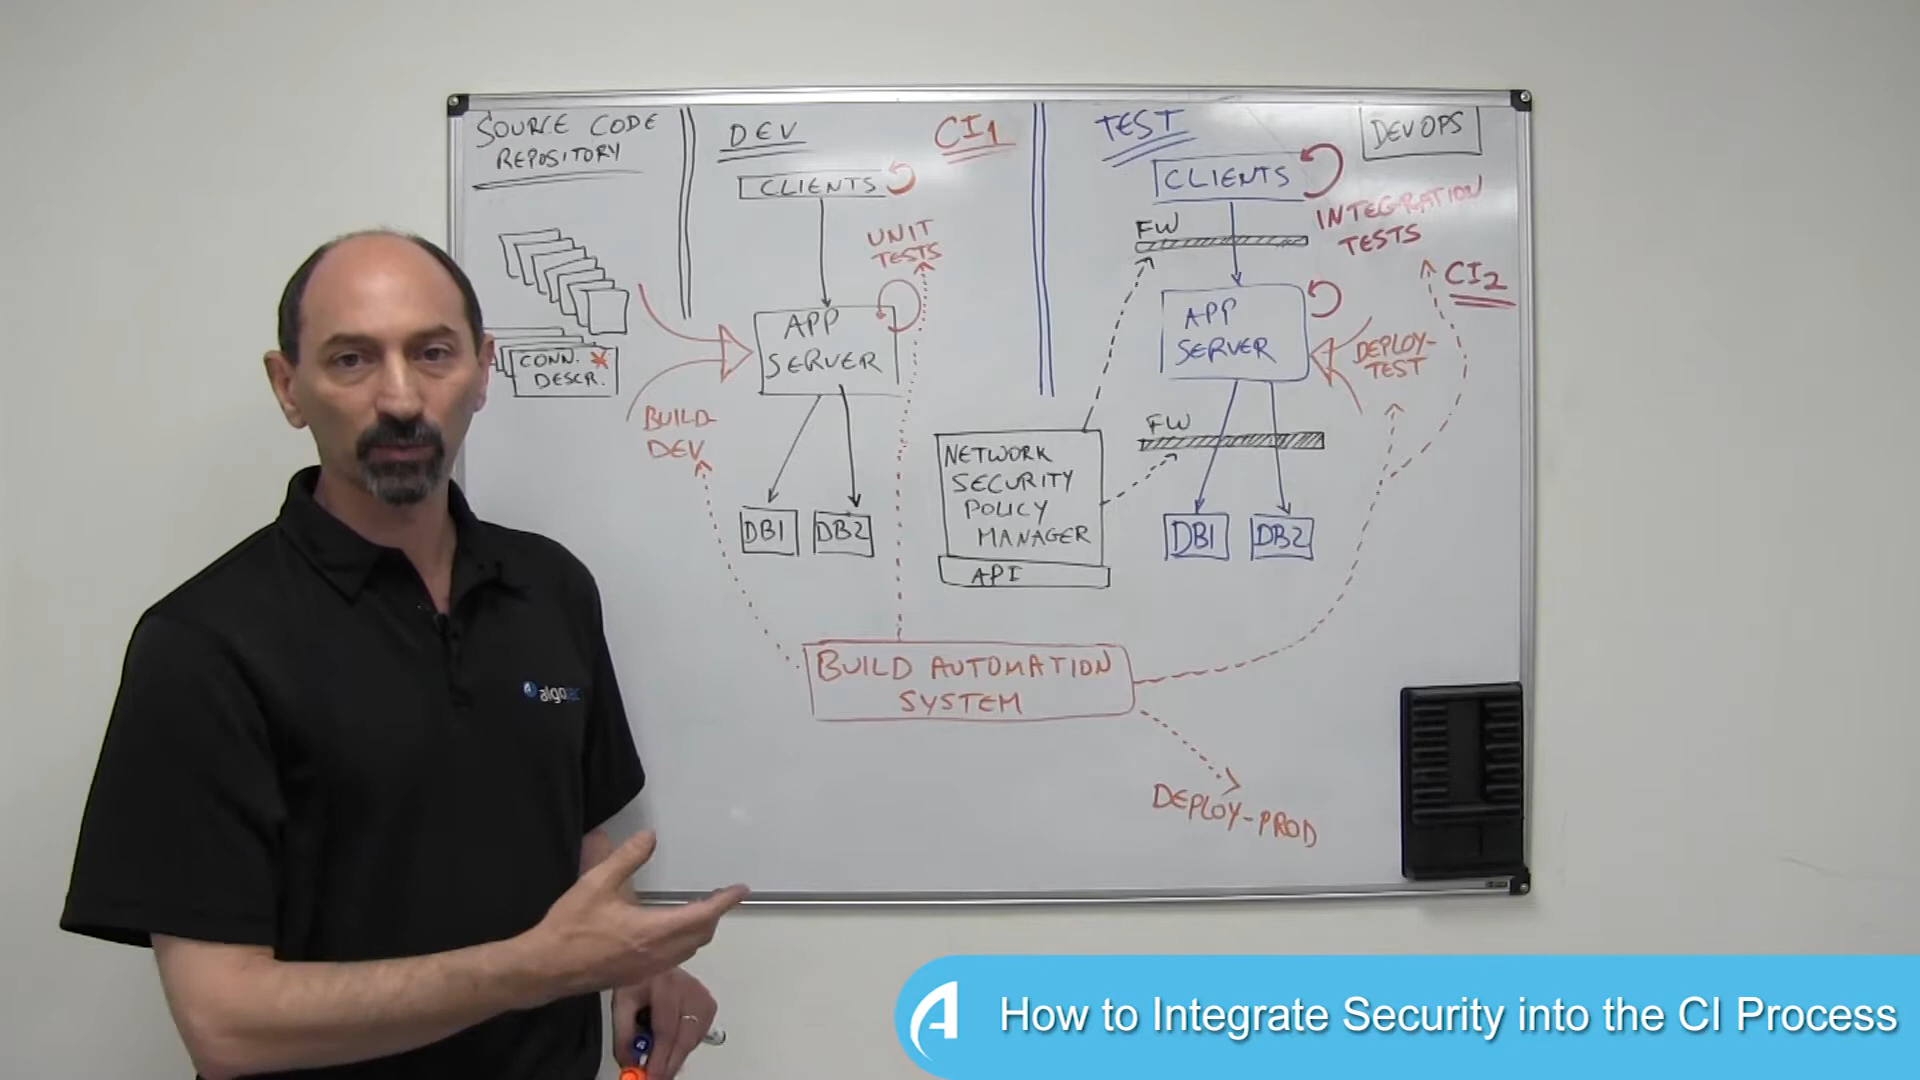 SOURCE CODE
REPOSITORY
DEV
CI1
TEST
DEVOPS
CLIENTS
CLIENTS
UNIT
TESTS
FW
INTEGRATION
TESTS
CI2
APP
SERVER
APP
SERVER
CONN. *
DESCR.
DEPLOY-
TEST
BUILD-
DEV
FW
NETWORK
SECURITY
POLICY
MANAGER
API
DB1
DB2
DB1
DB2
BUILD AUTOMATION
SYSTEM
DEPLOY-PROD
algosec
How to Integrate Security into the CI Process